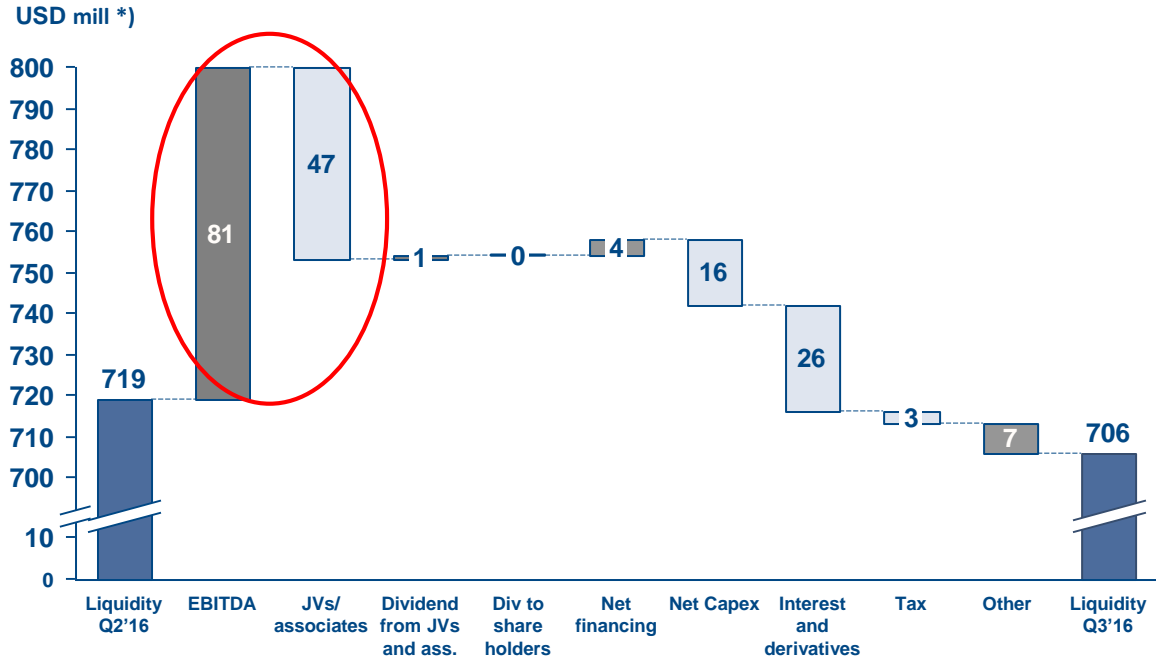 USD mill *)
800
790
780
770
760
750
740
730
720
710
700
10
0
719
81
47
1
0
4
16
26
3
7
706
Liquidity
Q2'16
EBITDA
JVs/
associates
Dividend
from JVs
and ass.
Div to
share
holders
Net
financing
Net Capex
Interest
and
derivatives
Tax
Other
Liquidity
Q3'16